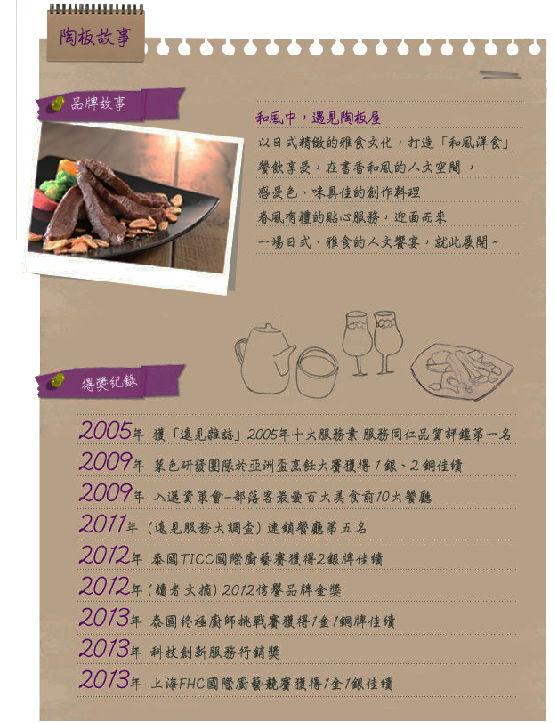 陶板故事
品牌故事
和風中，遇見陶板屋
以日式精緻的雅食文化，打造「和風洋食」
餐飲享受，在書香和風的人文空間，
感受色、味具佳的創作料理
春風有禮的貼心服務，迎面而來
一場日式，雅食的人文饗宴，就此展開。
得獎紀錄
2005年 獲「遠見雜誌」2005年十大服務業 服務同仁品質評鑑第一名
2009年 菜色研發團隊於亞洲盃烹飪大賽獲得1銀、2銅佳績
2009年 入選資策會-部落客最愛百大美食前10大餐廳
2011年 (遠見服務大調查) 連鎖餐廳第五名
2012年 泰國TICC國際廚藝賽獲得2銀牌佳績
2012年 (讀者文摘) 2012信譽品牌金獎
2013年 泰國終極廚師挑戰賽獲得1金1銅牌佳績
2013年 科技創新服務行銷獎
2013年 上海FHC國際廚藝競賽獲得1金1銀佳績